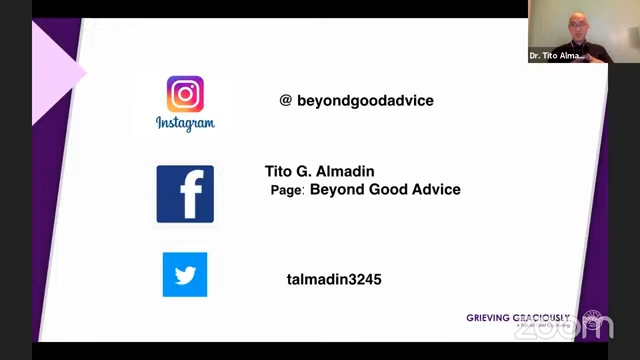 Dr. Tito Alma...
@ beyondgoodadvice
Instagram
Tito G. Almadin
Page: Beyond Good Advice
f
talmadin3245
GRIEVING GRACIOUSLY
zoom